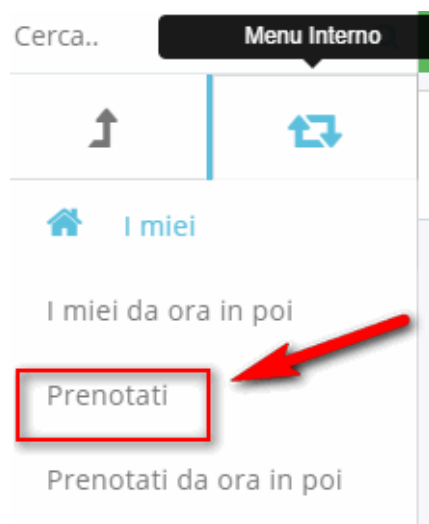 Cerca..
Menu Interno
I miei
I miei da ora in poi
Prenotati
Prenotati da ora in poi